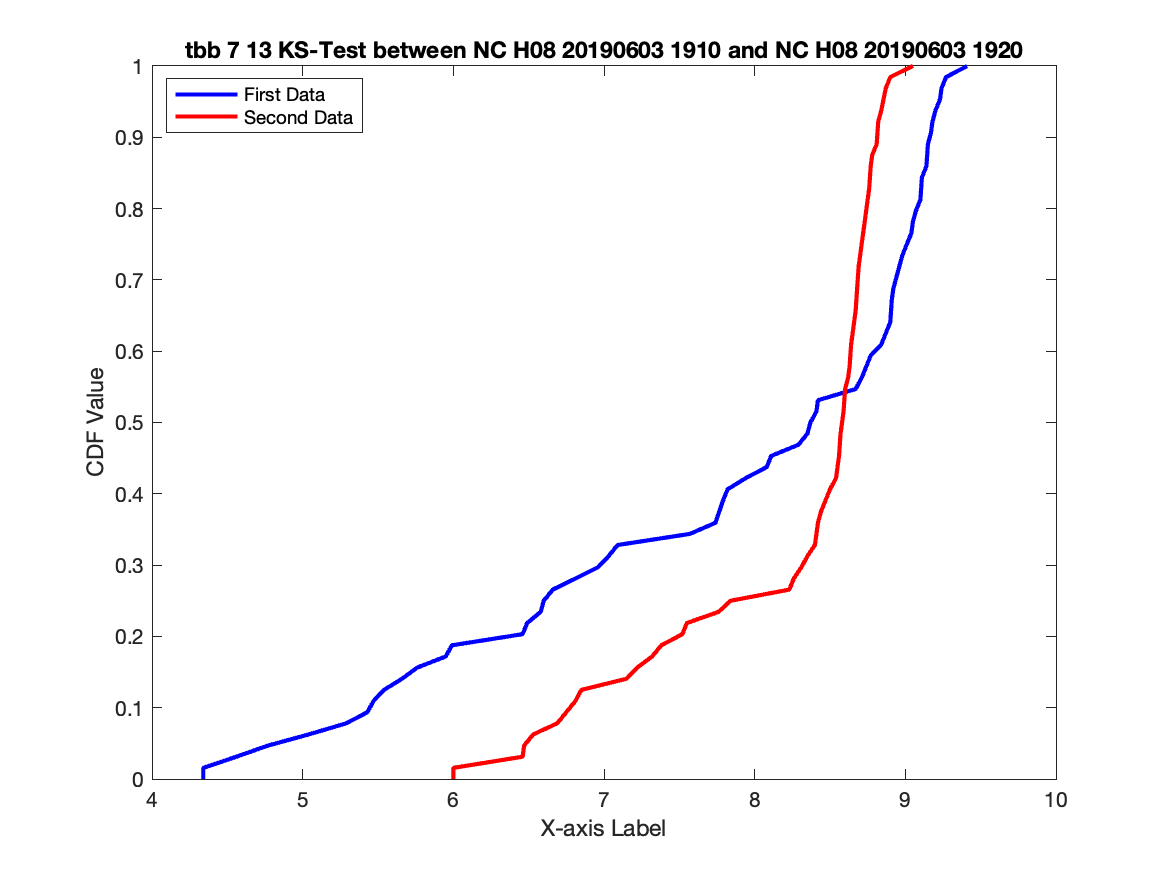 tbb 7 13 KS-Test between NC H08 20190603 1910 and NC H08 20190603 1920
First Data
Second Data
1
0.9
0.8
0.7
0.6
0.5
0.4
0.3
0.2
0.1
0
CDF Value
4 5 6 7 8 9 10
X-axis Label